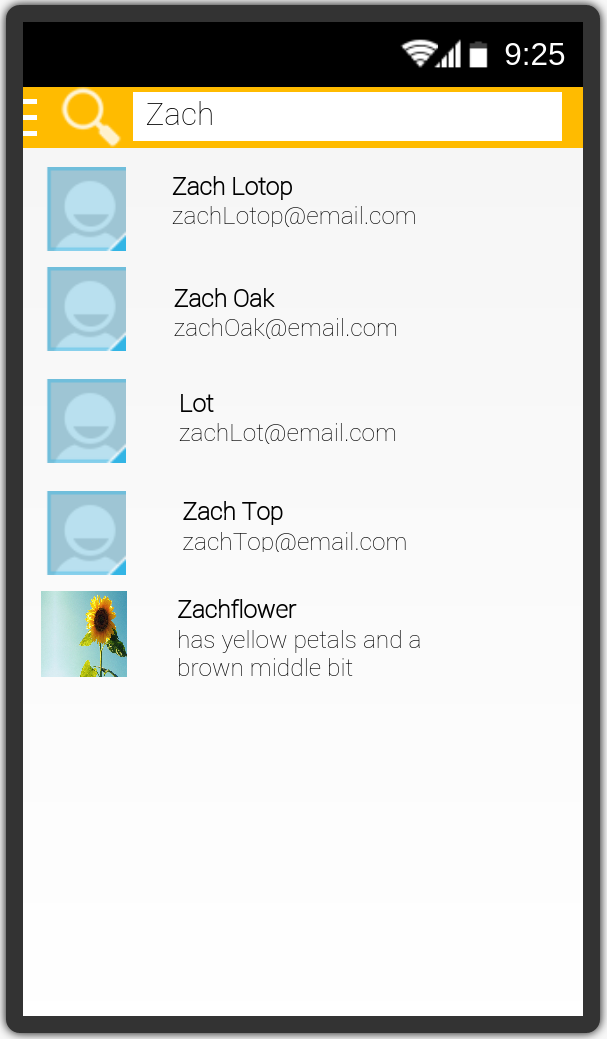 9:25
Zach
Zach Lotop
zachLotop@email.com
Zach Oak
zachOak@email.com
Lot
zachLot@email.com
Zach Top
zachTop@email.com
Zachflower
has yellow petals and a
brown middle bit